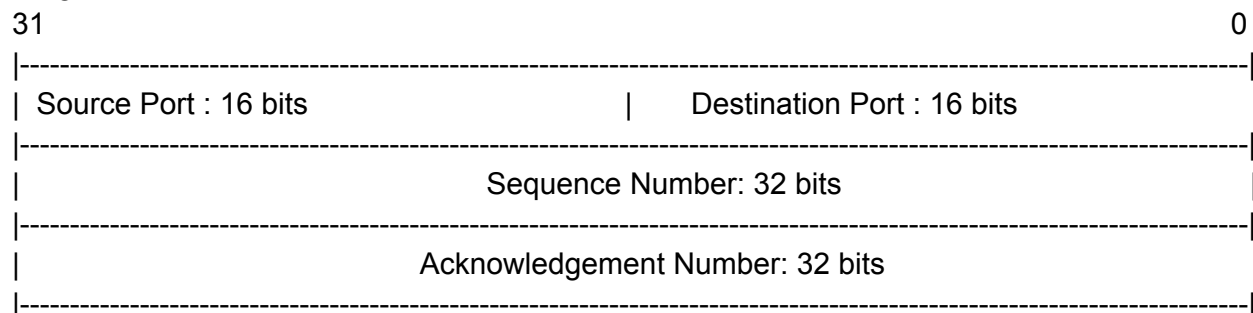 31 0
|---------------------------------------------------------------------------------------------------------------------------|
| Source Port : 16 bits | Destination Port : 16 bits
|---------------------------------------------------------------------------------------------------------------------------|
| Sequence Number: 32 bits |
|---------------------------------------------------------------------------------------------------------------------------|
| Acknowledgement Number: 32 bits
|---------------------------------------------------------------------------------------------------------------------------|